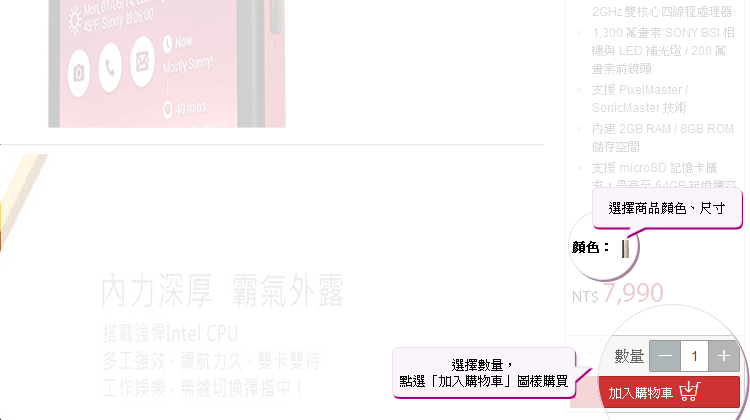 Mon, 01/06/14, 6:30
45°F, Sunny 06:00
Now
Mostly Sunny!
40 mins
2GHz 雙核心四線程處理器
1,300 萬畫素 SONY BSI 相
機與 LED 補光燈 / 200 萬
畫素前鏡頭
支援 PixelMaster /
SonicMaster 技術
內建 2GB RAM / 8GB ROM
儲存空間
支援 microSD 記憶卡擴
充，最高至 64GB 記憶體容
選擇商品顏色、尺寸
顏色：
NT$ 7,990
內力深厚 霸氣外露
搭載強悍Intel CPU
多工強效．續航力久．雙卡雙待
工作娛樂．無縫切換彈指中！
選擇數量，
點選「加入購物車」圖樣購買
數量 － 1 ＋
加入購物車